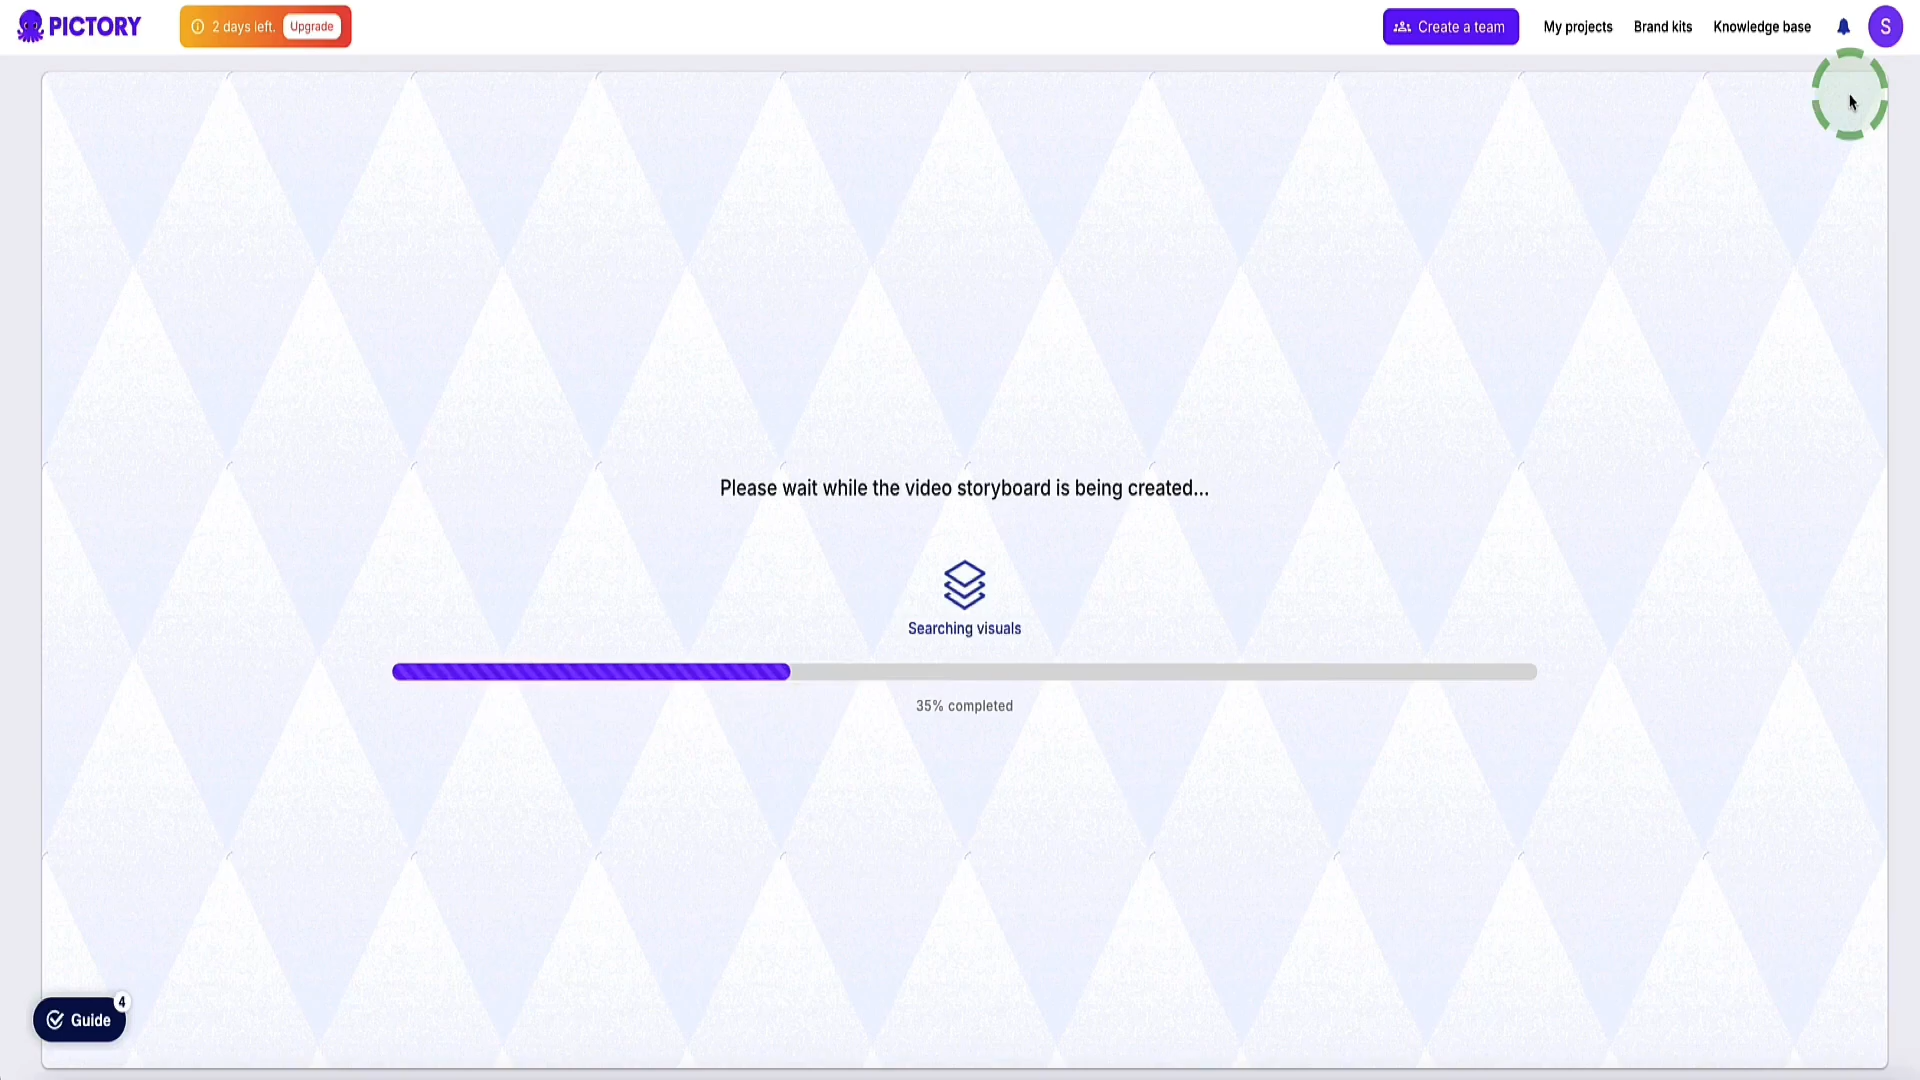 PICTORY
2 days left. Upgrade
Create a team
My projects
Brand kits
Knowledge base
S
Please wait while the video storyboard is being created...
Searching visuals
35% completed
4
Guide